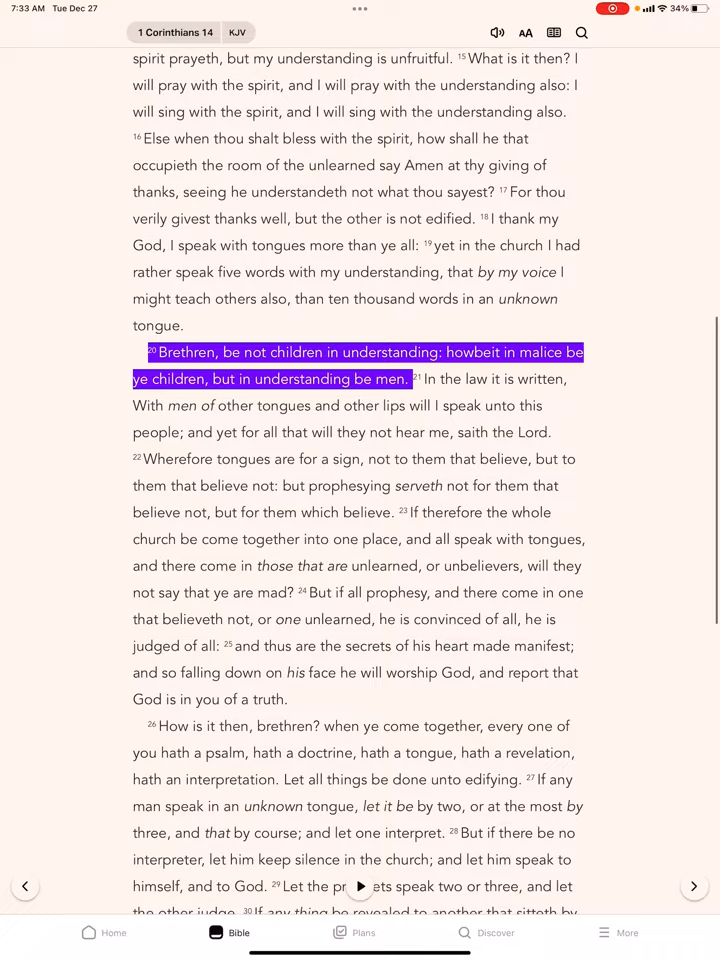 7:33 AM Tue Dec 27
34%
1 Corinthians 14 KJV
AA
spirit prayeth, but my understanding is unfruitful. 15 What is it then? I
will pray with the spirit, and I will pray with the understanding also: I
will sing with the spirit, and I will sing with the understanding also.
16 Else when thou shalt bless with the spirit, how shall he that
occupieth the room of the unlearned say Amen at thy giving of
thanks, seeing he understandeth not what thou sayest? 17 For thou
verily givest thanks well, but the other is not edified. 18 I thank my
God, I speak with tongues more than ye all: 19 yet in the church I had
rather speak five words with my understanding, that by my voice I
might teach others also, than ten thousand words in an unknown
tongue.
20 Brethren, be not children in understanding: howbeit in malice be
ye children, but in understanding be men. 21 In the law it is written,
With men of other tongues and other lips will I speak unto this
people; and yet for all that will they not hear me, saith the Lord.
22 Wherefore tongues are for a sign, not to them that believe, but to
them that believe not: but prophesying serveth not for them that
believe not, but for them which believe. 23 If therefore the whole
church be come together into one place, and all speak with tongues,
and there come in those that are unlearned, or unbelievers, will they
not say that ye are mad? 24 But if all prophesy, and there come in one
that believeth not, or one unlearned, he is convinced of all, he is
judged of all: 25 and thus are the secrets of his heart made manifest;
and so falling down on his face he will worship God, and report that
God is in you of a truth.
26 How is it then, brethren? when ye come together, every one of
you hath a psalm, hath a doctrine, hath a tongue, hath a revelation,
hath an interpretation. Let all things be done unto edifying. 27 If any
man speak in an unknown tongue, let it be by two, or at the most by
three, and that by course; and let one interpret. 28 But if there be no
interpreter, let him keep silence in the church; and let him speak to
himself, and to God. 29 Let the pr ets speak two or three, and let
the other judge. 30 If any thing be revealed to another that sitteth by
Home Bible Plans Discover More